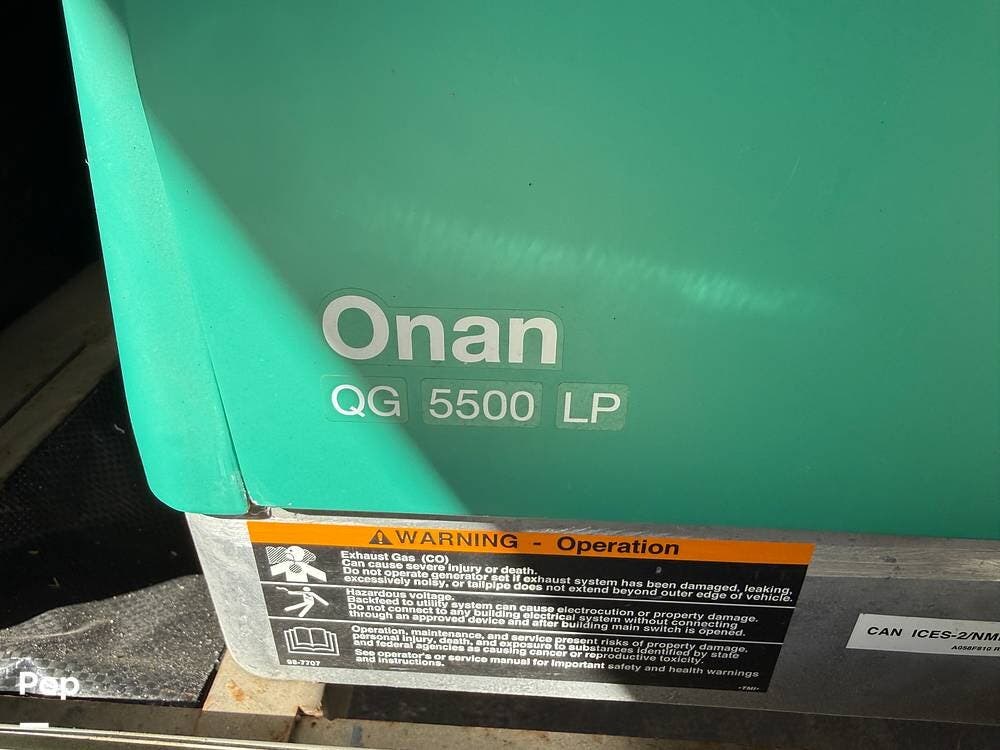 Onan
QG 5500 LP
WARNING - Operation
Exhaust Gas (CO)
Can cause severe injury or death.
Do not operate generator set if exhaust system has been damaged, leaking,
excessively noisy, or tailpipe does not extend beyond outer edge of vehicle.
Hazardous voltage.
Backfeed to utility system can cause electrocution or property damage.
Do not connect to any building electrical system without connecting
through an approved device and after building main switch is opened.
Operation, maintenance, and service present risks of property damage,
personal injury, death, and exposure to substances identified by state
and federal agencies as causing cancer or reproductive toxicity.
See operator's or service manual for important safety and health warnings
and instructions.
98-7707
-TMI-
CAN ICES-2/NM
A058F810
Pop